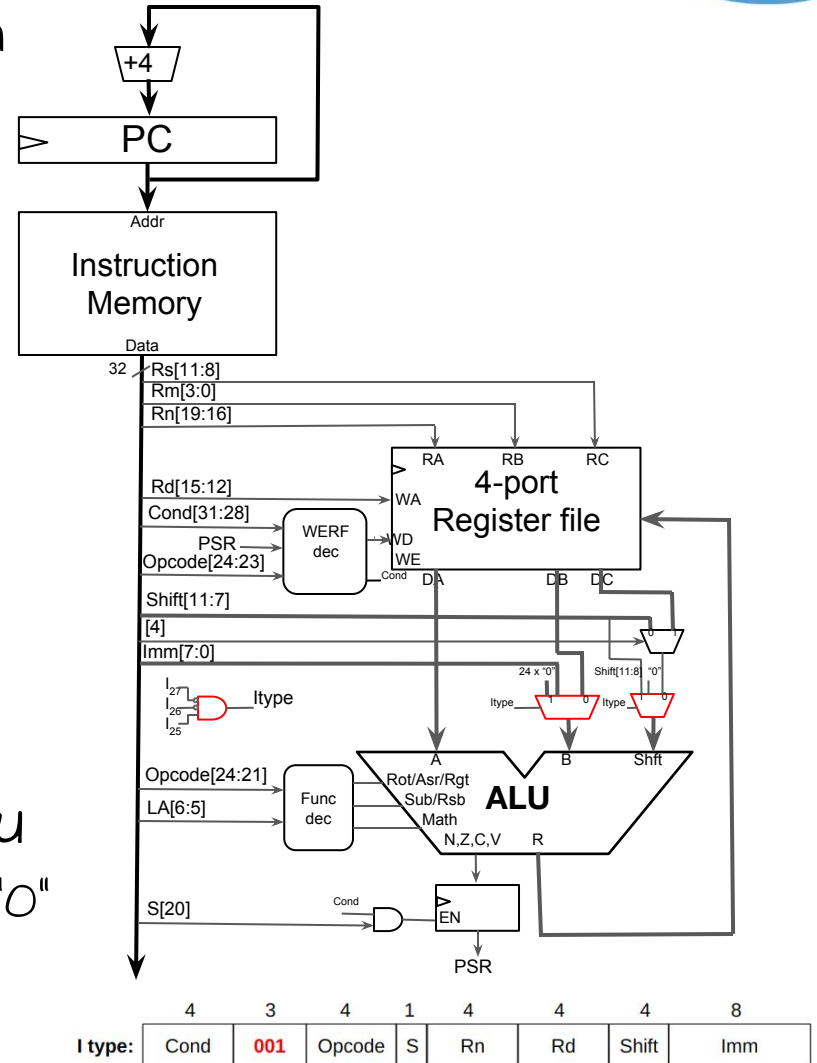 n
+4
PC
Addr
Instruction
Memory
Data
32
Rs[11:8]
Rm[3:0]
Rn[19:16]
RA RB RC
4-port
Register file
Rd[15:12]
WA
Cond[31:28]
WERF
dec
PSR
WD
WE
Opcode[24:23]
Cond
DA DB DC
Shift[11:7]
0 1
[4]
Imm[7:0]
24 x "0"
Shift[11:8] "0"
I27
I26
I25
Itype
Itype
1 0
Itype
1 0
A B Shft
Opcode[24:21]
Rot/Asr/Rgt
ALU
Func
dec
Sub/Rsb
LA[6:5]
Math
u
N,Z,C,V R
"0"
S[20]
Cond
EN
PSR
4 3 4 1 4 4 4 8
I type: Cond 001 Opcode S Rn Rd Shift Imm